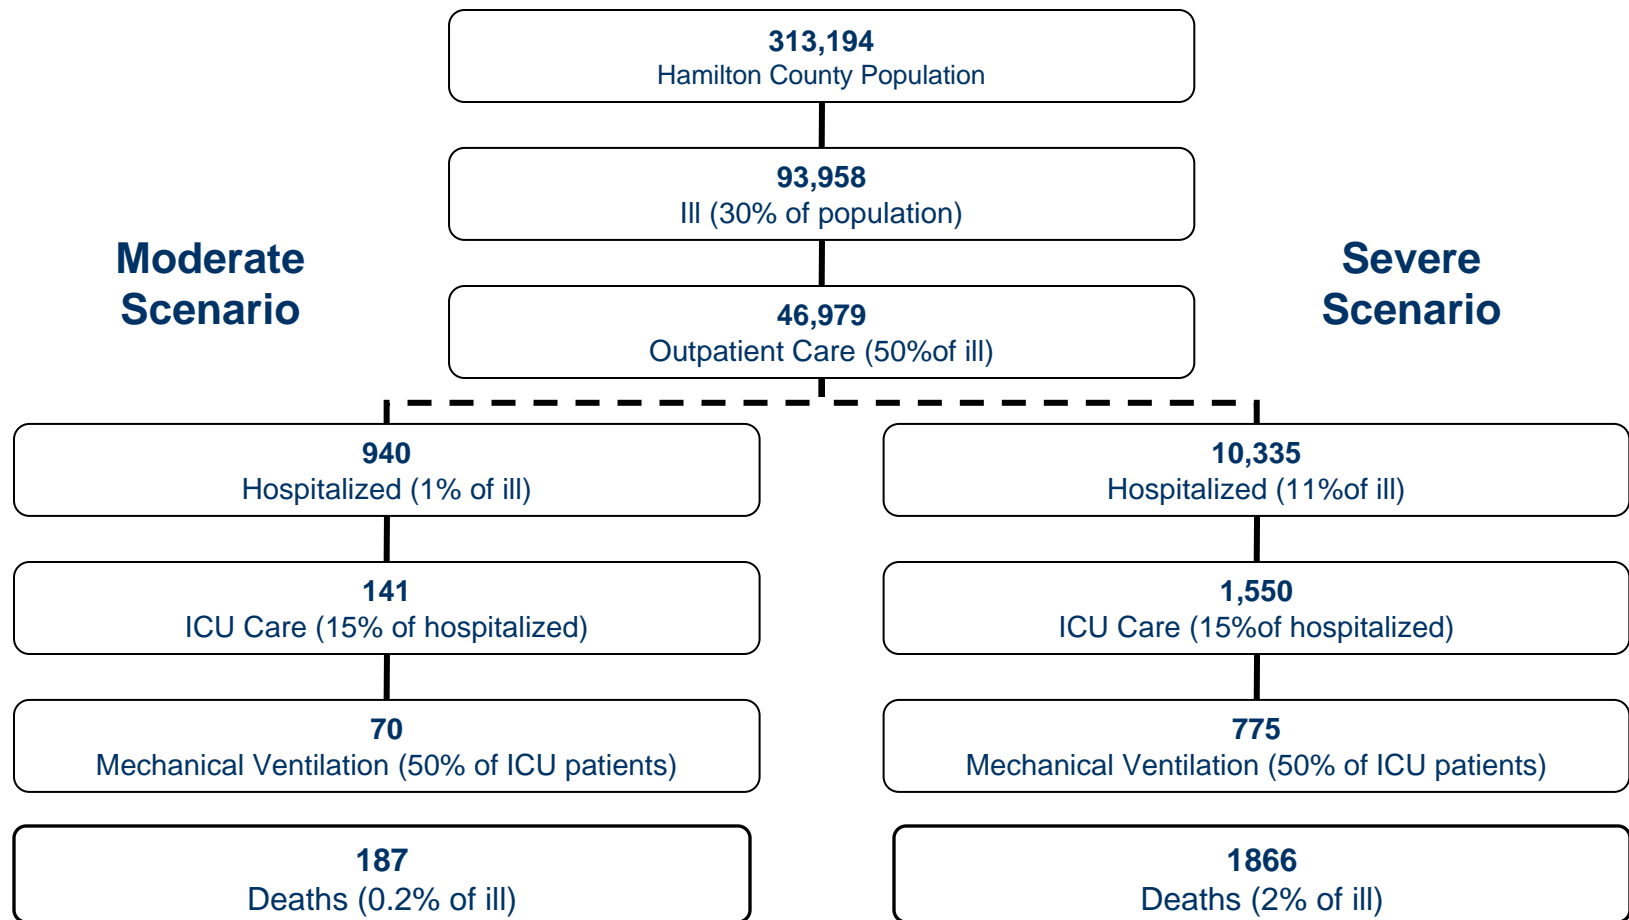 313,194
Hamilton County Population
93,958
Ill (30% of population)
Moderate
Scenario
Severe
Scenario
46,979
Outpatient Care (50%of ill)
940
Hospitalized (1% of ill)
10,335
Hospitalized (11%of ill)
141
ICU Care (15% of hospitalized)
1,550
ICU Care (15%of hospitalized)
70
Mechanical Ventilation (50% of ICU patients)
775
Mechanical Ventilation (50% of ICU patients)
187
Deaths (0.2% of ill)
1866
Deaths (2% of ill)